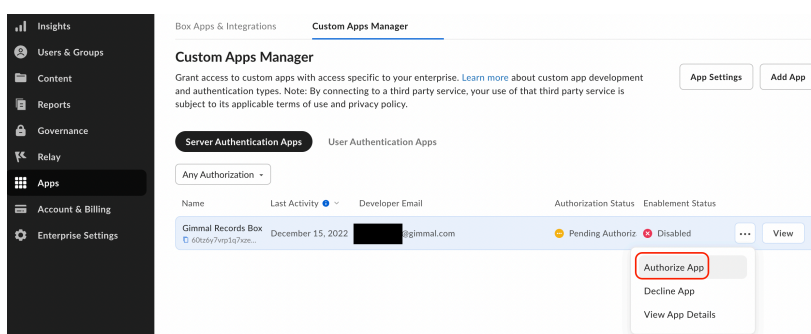 Insights
Users & Groups
Content
Reports
Governance
Relay
Apps
Account & Billing
Enterprise Settings
Box Apps & Integrations Custom Apps Manager
Custom Apps Manager
Grant access to custom apps with access specific to your enterprise. Learn more about custom app development
and authentication types. Note: By connecting to a third party service, your use of that third party service is
subject to its applicable terms of use and privacy policy.
App Settings Add App
Server Authentication Apps User Authentication Apps
Any Authorization
Name Last Activity Developer Email Authorization Status Enablement Status
Gimmal Records Box December 15, 2022 @gimmal.com Pending Authoriz Disabled ... View
60tz6y7vrp1q7xze...
Authorize App
Decline App
View App Details